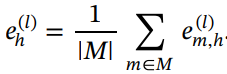 $e_h^{(l)} = \frac{1}{|M|} \sum_{m \in M} e_{m,h}^{(l)}.$